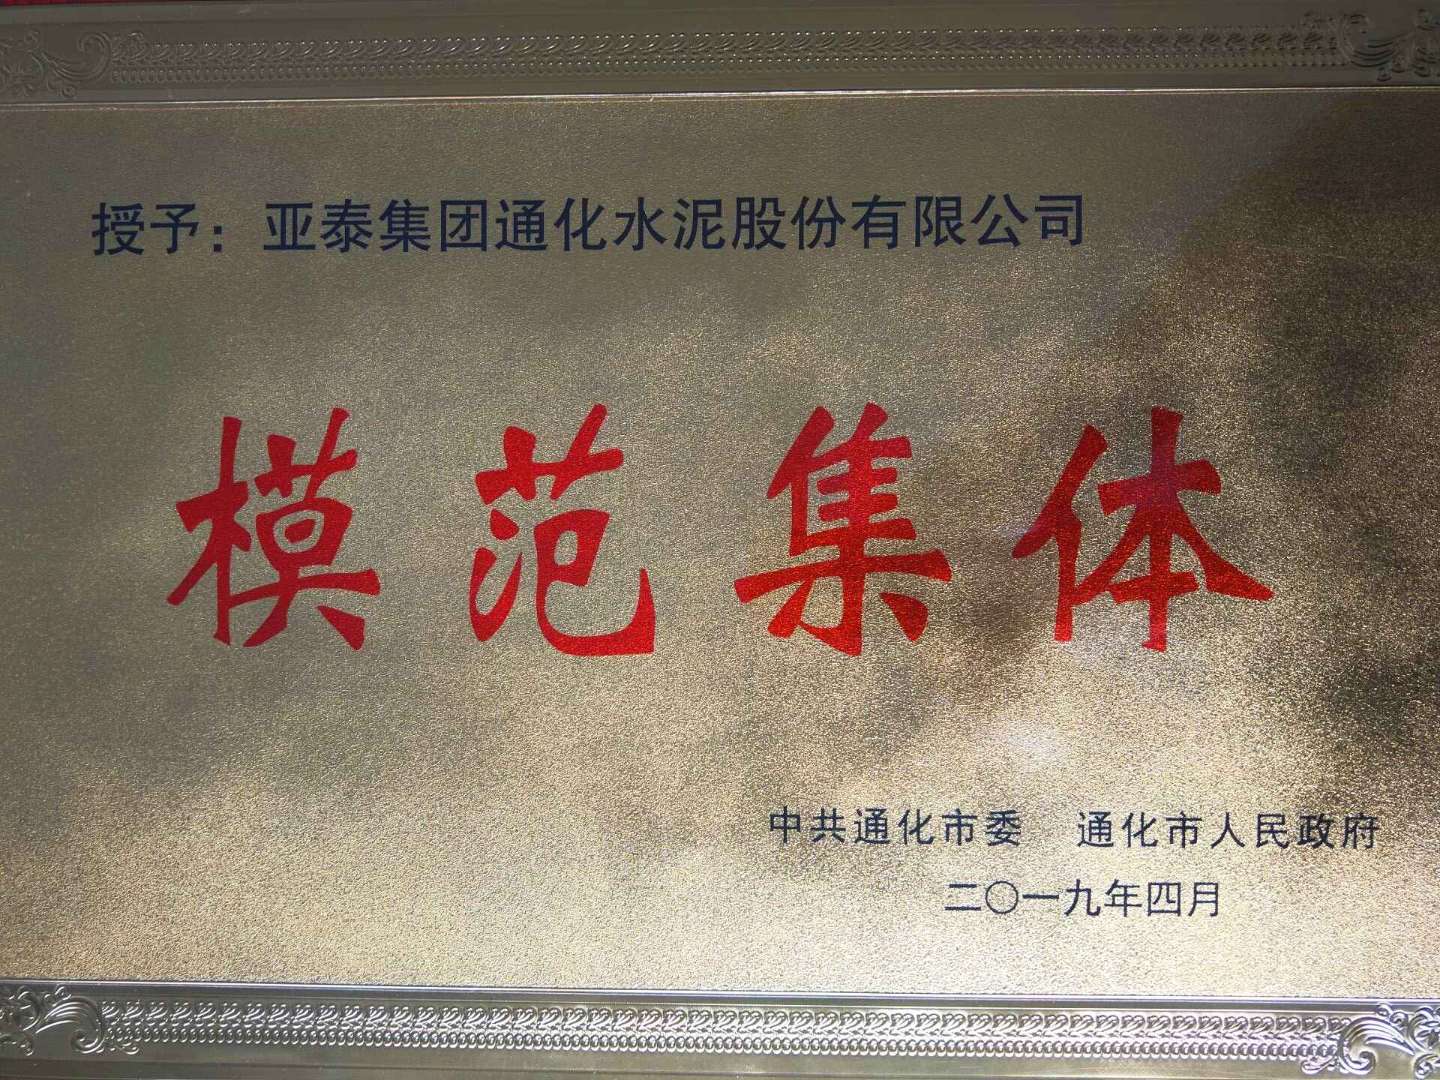 授予：亚泰集团通化水泥股份有限公司
模范集体
中共通化市委 通化市人民政府
二〇一九年四月